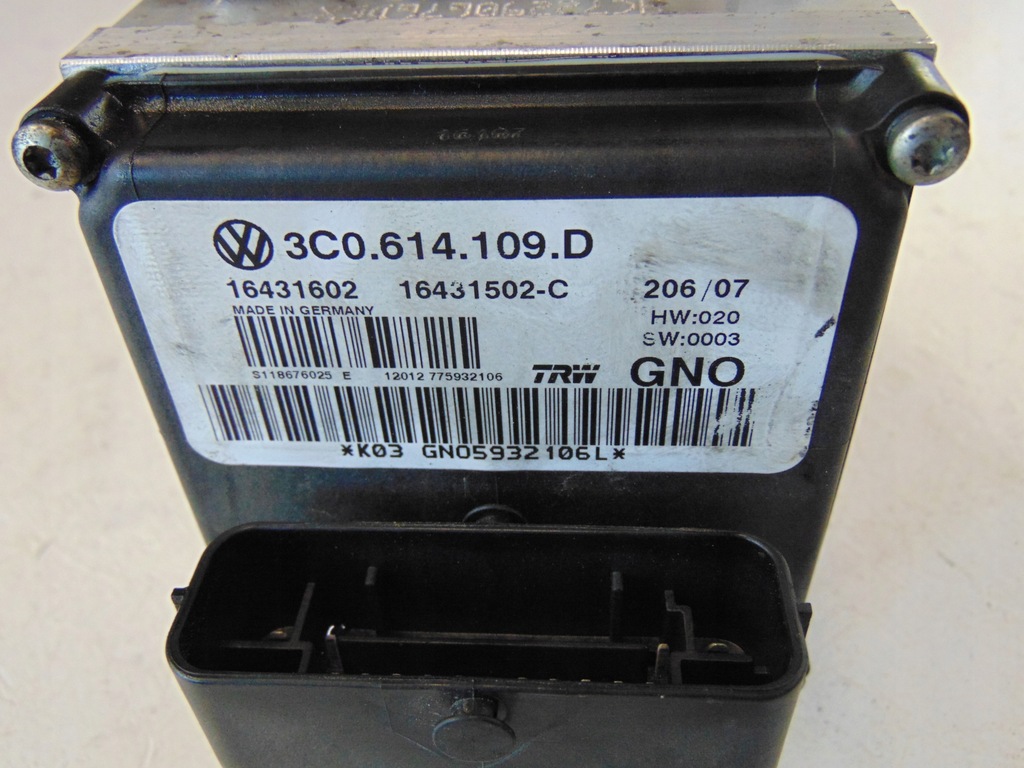 3C0.614.109.D
16431602 16431502-C 206/07
MADE IN GERMANY
HW:020
SW:0003
S118676025 E 12012 775932106 TRW GNO
*K03 GNO5932106L*